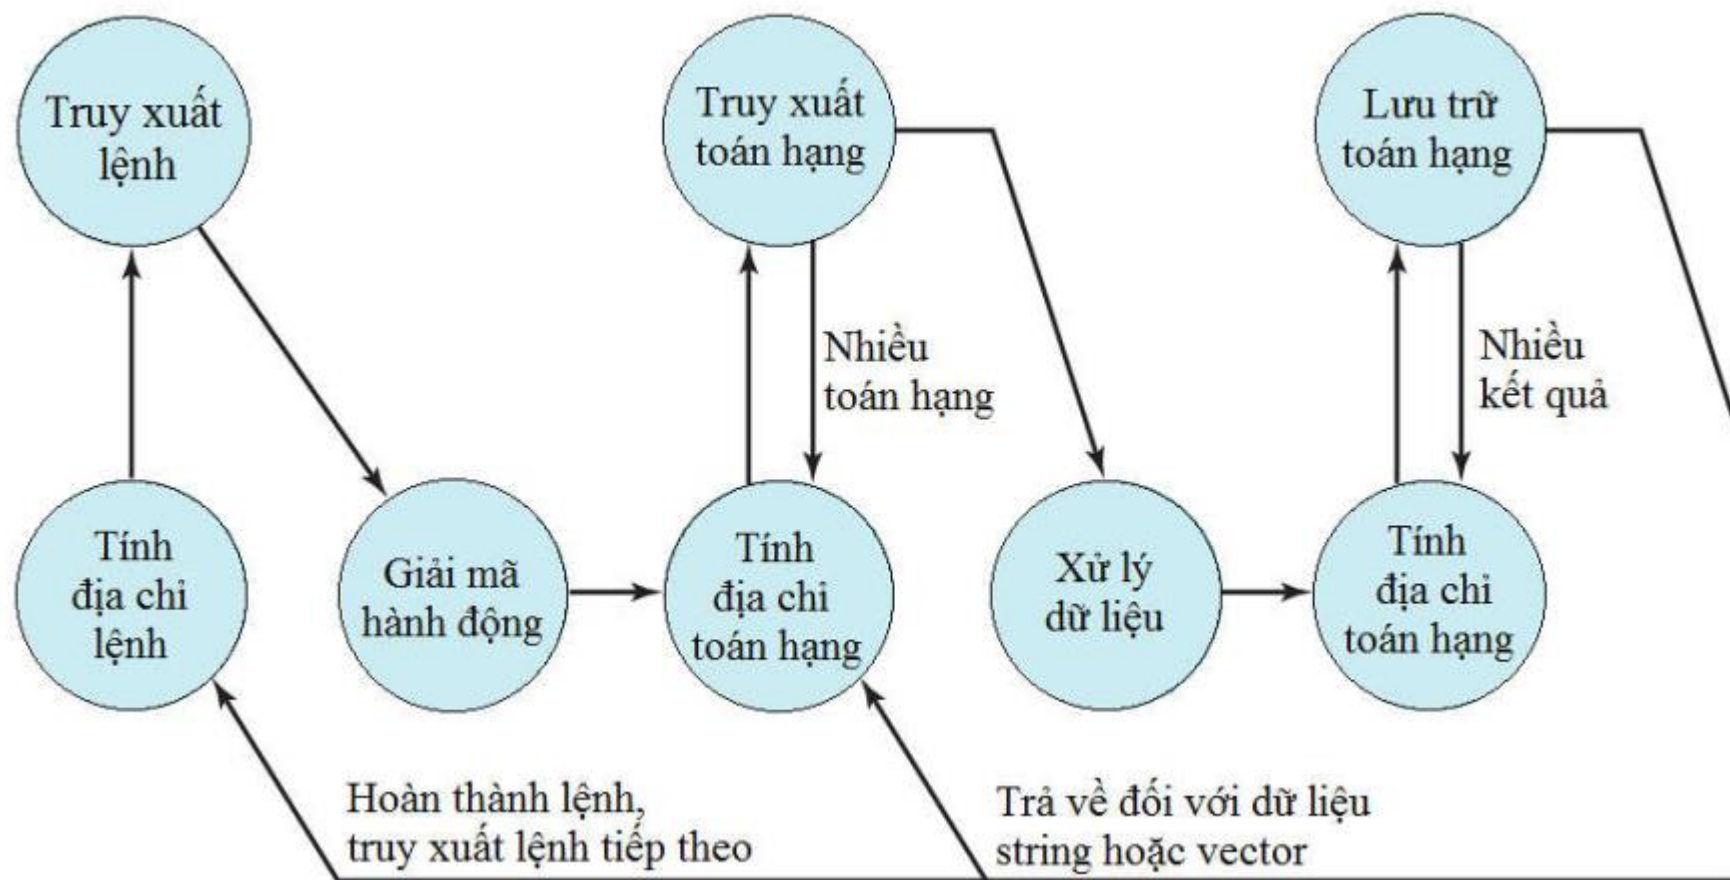 Truy xuất
lệnh
Truy xuất
toán hạng
Lưu trữ
toán hạng
Nhiều
toán hạng
Nhiều
kết quả
Tính
địa chỉ
lệnh
Giải mã
hành động
Tính
địa chỉ
toán hạng
Xử lý
dữ liệu
Tính
địa chỉ
toán hạng
Hoàn thành lệnh,
truy xuất lệnh tiếp theo
Trả về đối với dữ liệu
string hoặc vector